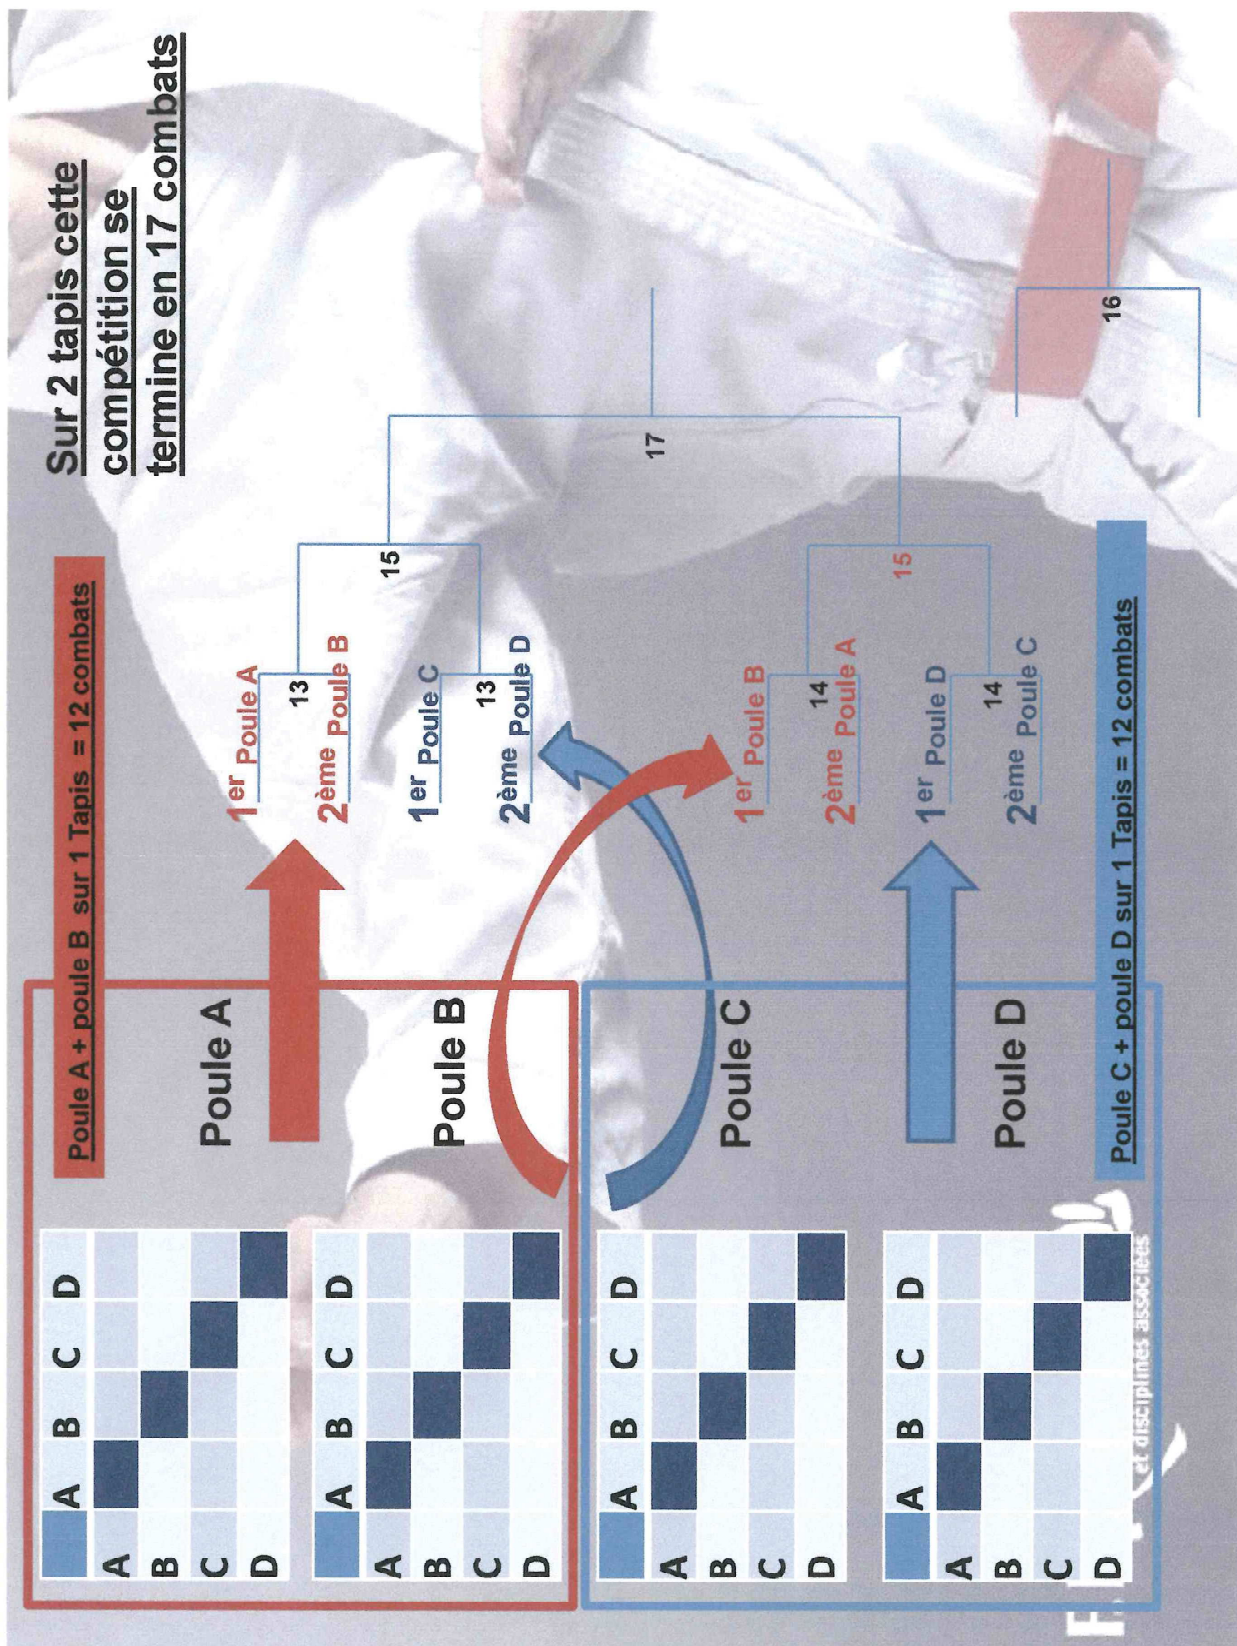 Sur 2 tapis cette
compétition se
termine en 17 combats
Poule A + poule B sur 1 Tapis = 12 combats
A B C D
A
B
C
D
Poule A
1er Poule A
13
2ème Poule B
15
A B C D
A
B
C
D
Poule B
1er Poule C
13
2ème Poule D
17
A B C D
A
B
C
D
Poule C
1er Poule B
14
2ème Poule A
15
A B C D
A
B
C
D
Poule D
1er Poule D
14
2ème Poule C
16
Poule C + poule D sur 1 Tapis = 12 combats
et disciplines associées